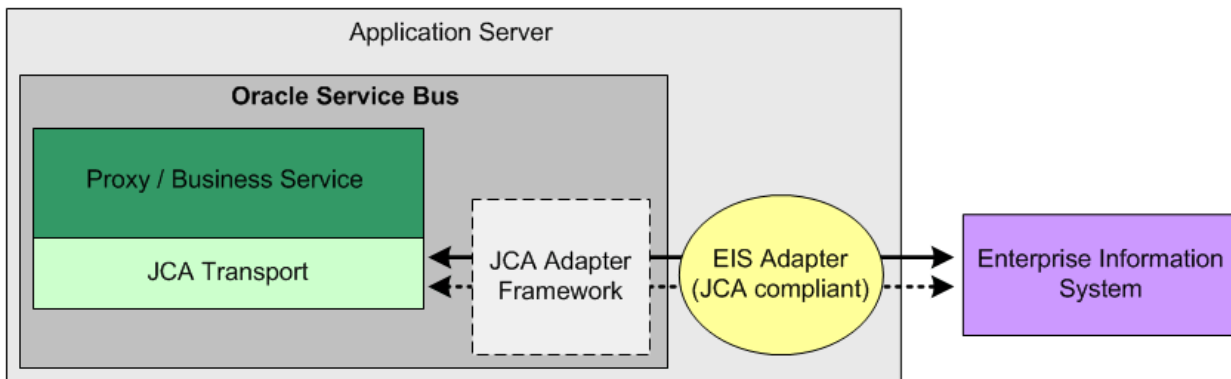 Application Server
Oracle Service Bus
Proxy / Business Service
JCA Transport
JCA Adapter
Framework
EIS Adapter
(JCA compliant)
Enterprise Information
System